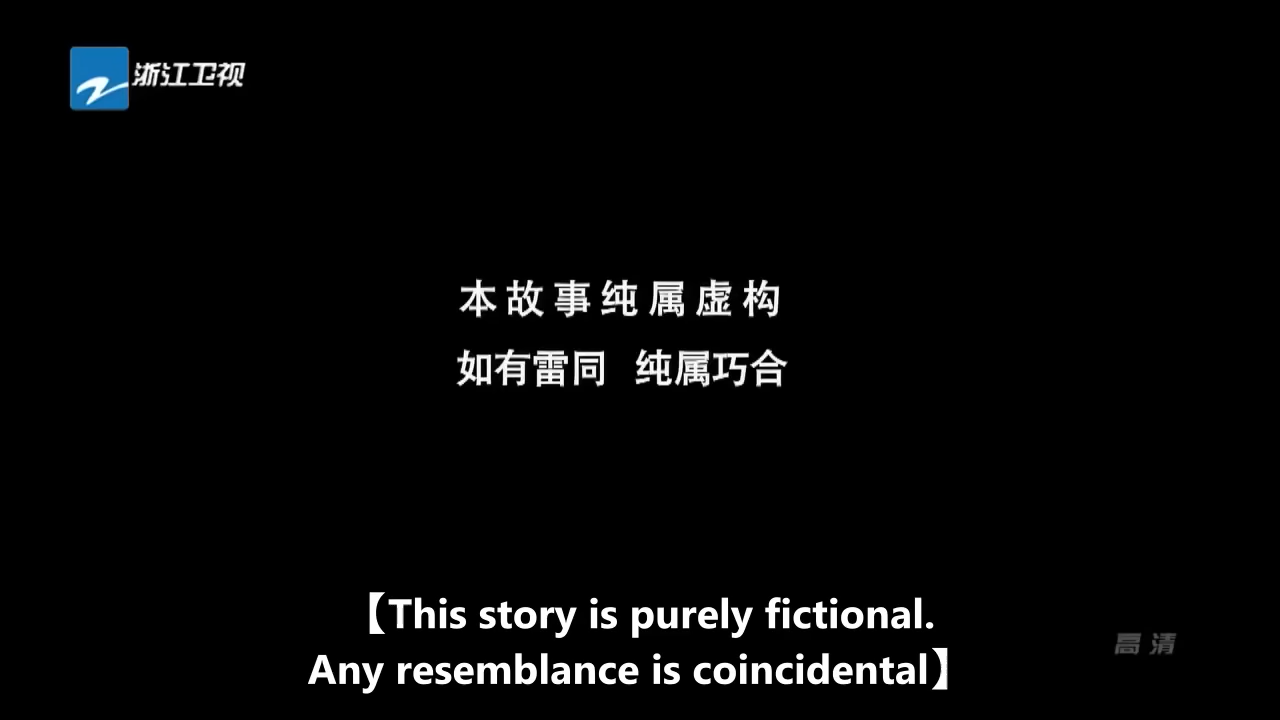 浙江卫视
本故事纯属虚构
如有雷同 纯属巧合
【This story is purely fictional.
Any resemblance is coincidental】
高清